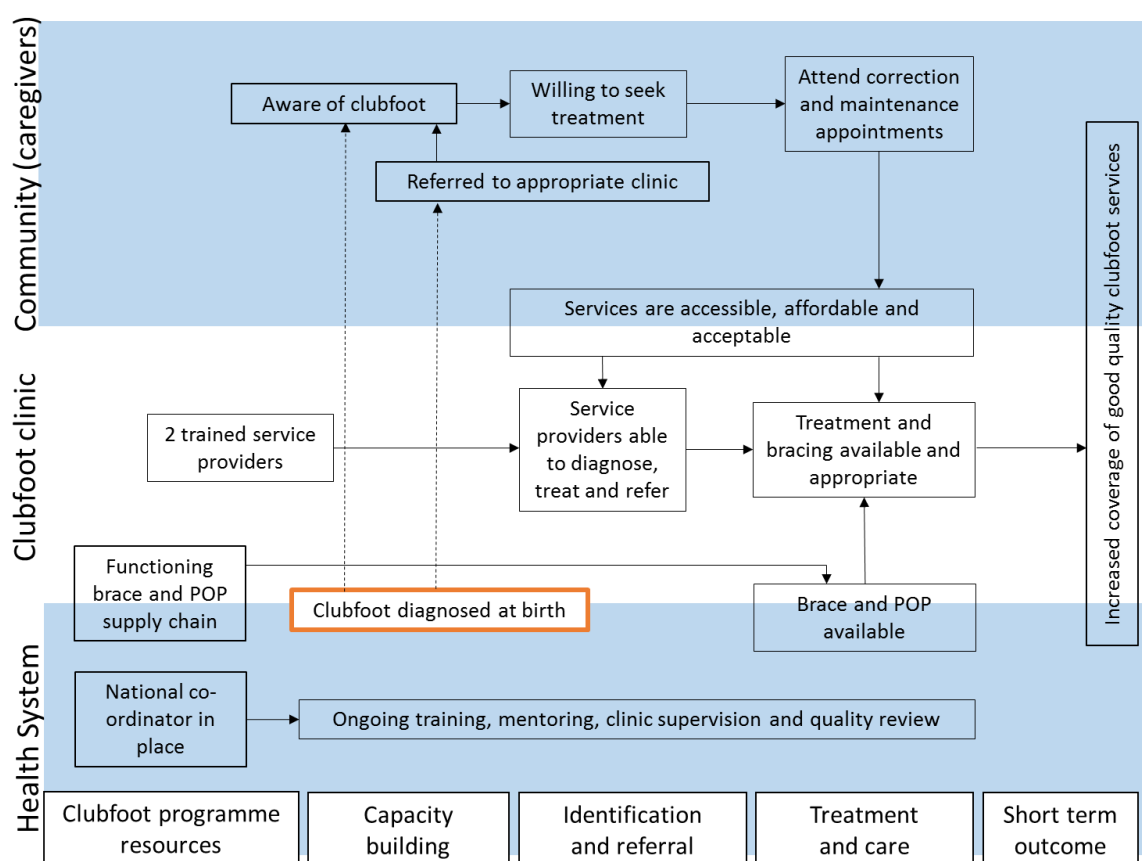 Community (caregivers)
Aware of clubfoot
Willing to seek
treatment
Attend correction
and maintenance
appointments
Referred to appropriate clinic
Services are accessible, affordable and
acceptable
Increased coverage of good quality clubfoot services
Clubfoot clinic
2 trained service
providers
Service
providers able
to diagnose,
treat and refer
Treatment and
bracing available and
appropriate
Functioning
brace and POP
supply chain
Clubfoot diagnosed at birth
Brace and POP
available
Health System
National co-
ordinator in
place
Ongoing training, mentoring, clinic supervision and quality review
Clubfoot programme
resources
Capacity
building
Identification
and referral
Treatment
and care
Short term
outcome